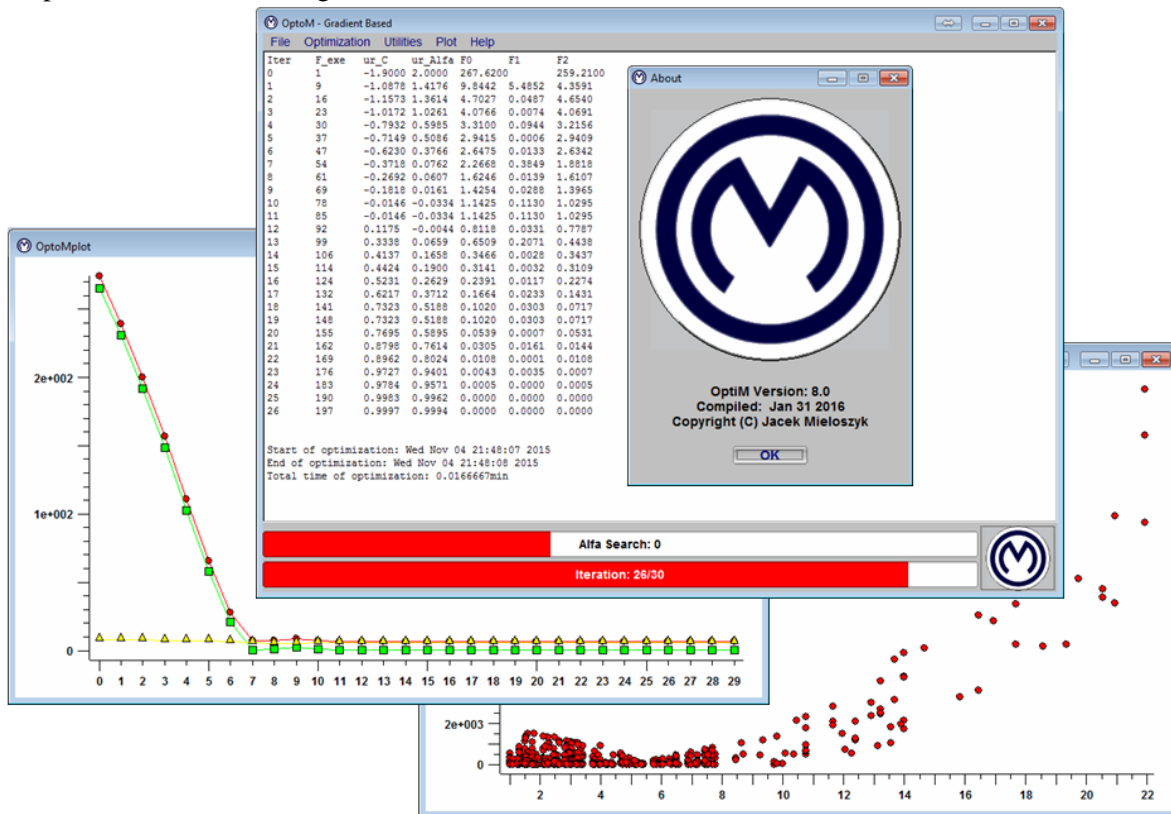 OptoM - Gradient Based
File Optimization Utilities Plot Help
Iter F_exe ur_C ur_Alfa F0 F1 F2
0 1 -1.9000 2.0000 267.6200 259.2100
1 9 -1.0878 1.4176 9.8442 5.4852 4.3591
2 16 -1.1573 1.3614 4.7027 0.0487 4.6540
3 23 -1.0172 1.0261 4.0766 0.0074 4.0691
4 30 -0.7932 0.5985 3.3100 0.0944 3.2156
5 37 -0.7149 0.5086 2.9415 0.0006 2.9409
6 47 -0.6230 0.3766 2.6475 0.0133 2.6342
7 54 -0.3718 0.0762 2.2668 0.3849 1.8818
8 61 -0.2692 0.0607 1.6246 0.0139 1.6107
9 69 -0.1818 0.0161 1.4254 0.0288 1.3965
10 78 -0.0146 -0.0334 1.1425 0.1130 1.0295
11 85 -0.0146 -0.0334 1.1425 0.1130 1.0295
12 92 0.1175 -0.0044 0.8118 0.0331 0.7787
13 99 0.3338 0.0659 0.6509 0.2071 0.4438
14 106 0.4137 0.1658 0.3466 0.0028 0.3437
15 114 0.4424 0.1900 0.3141 0.0032 0.3109
16 124 0.5231 0.2629 0.2391 0.0117 0.2274
17 132 0.6217 0.3712 0.1664 0.0233 0.1431
18 141 0.7323 0.5188 0.1020 0.0303 0.0717
19 148 0.7323 0.5188 0.1020 0.0303 0.0717
20 155 0.7695 0.5895 0.0539 0.0007 0.0531
21 162 0.8798 0.7614 0.0305 0.0161 0.0144
22 169 0.8962 0.8024 0.0108 0.0001 0.0108
23 176 0.9727 0.9401 0.0043 0.0035 0.0007
24 183 0.9784 0.9571 0.0005 0.0000 0.0005
25 190 0.9983 0.9962 0.0000 0.0000 0.0000
26 197 0.9997 0.9994 0.0000 0.0000 0.0000
Start of optimization: Wed Nov 04 21:48:07 2015
End of optimization: Wed Nov 04 21:48:08 2015
Total time of optimization: 0.0166667min
Alfa Search: 0
Iteration: 26/30
About
OptiM Version: 8.0
Compiled: Jan 31 2016
Copyright (C) Jacek Mieloszyk
OK
OptoMplot
2e+002
1e+002
0
0 1 2 3 4 5 6 7 8 9 10 11 12 13 14 15 16 17 18 19 20 21 22 23 24 25 26 27 28 29
2e+003
0
2 4 6 8 10 12 14 16 18 20 22